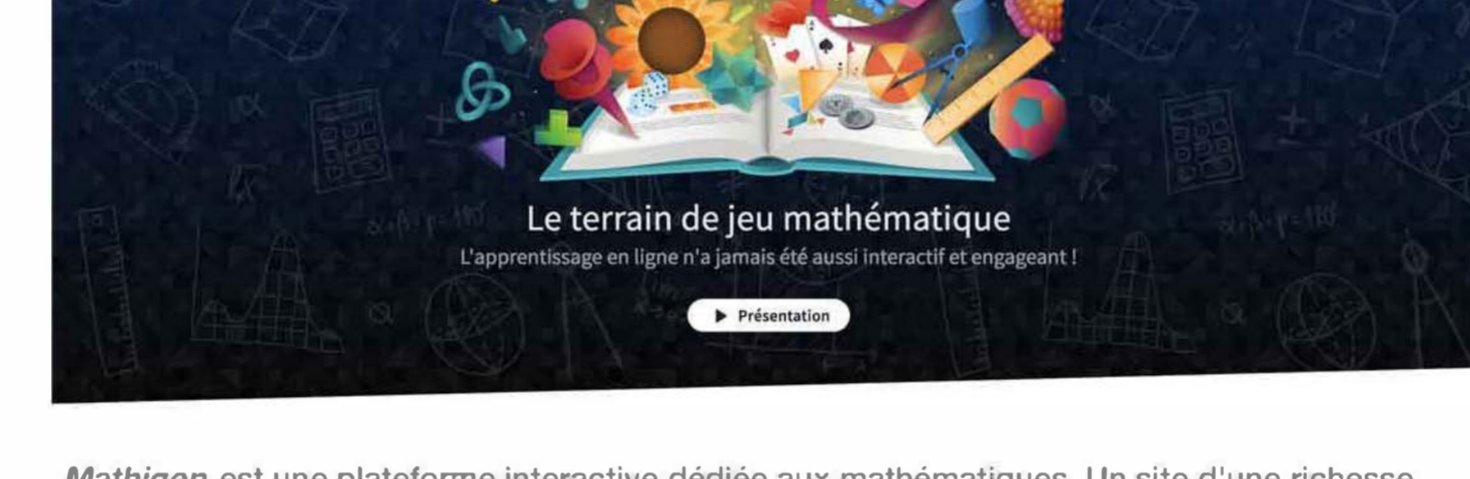 Le terrain de jeu mathématique
L'apprentissage en ligne n'a jamais été aussi interactif et engageant !
Présentation
Mathigon est une plateforme interactive dédiée aux mathématiques. Un site d'une richesse